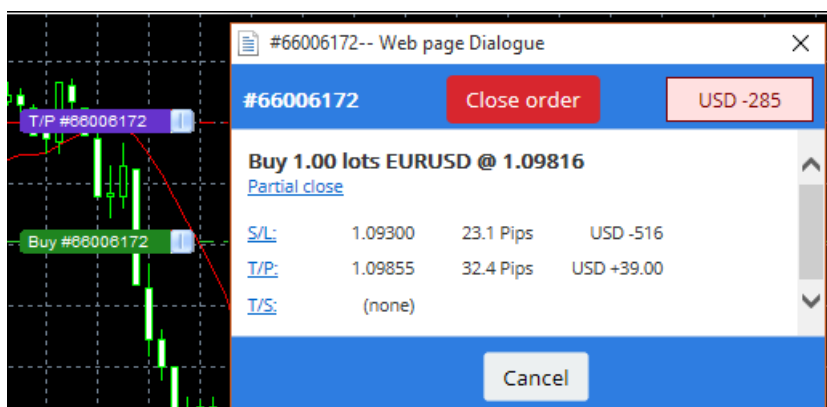 #66006172-- Web page Dialogue
#66006172 Close order USD -285
T/P #66006172
Buy 1.00 lots EURUSD @ 1.09816
Partial close
Buy #66006172
S/L: 1.09300 23.1 Pips USD -516
T/P: 1.09855 32.4 Pips USD +39.00
T/S: (none)
Cancel